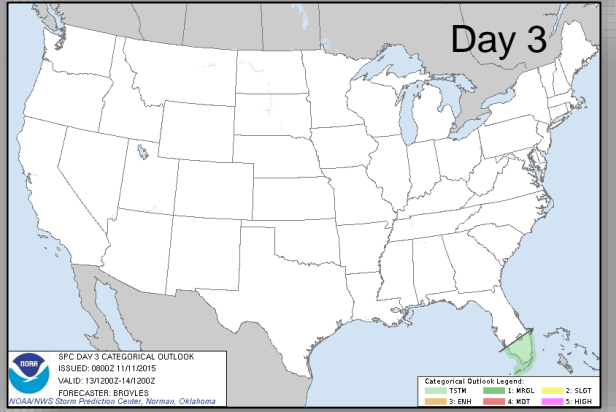 Day 3
NOAA
SPC DAY 3 CATEGORICAL OUTLOOK
ISSUED: 0800Z 11/11/2015
VALID: 13/1200Z-14/1200Z
FORECASTER: BROYLES
NOAA/NWS Storm Prediction Center, Norman, Oklahoma
Categorical Outlook Legend:
TSTM 1: MRGL 2: SLGT
3: ENH 4: MDT 5: HIGH